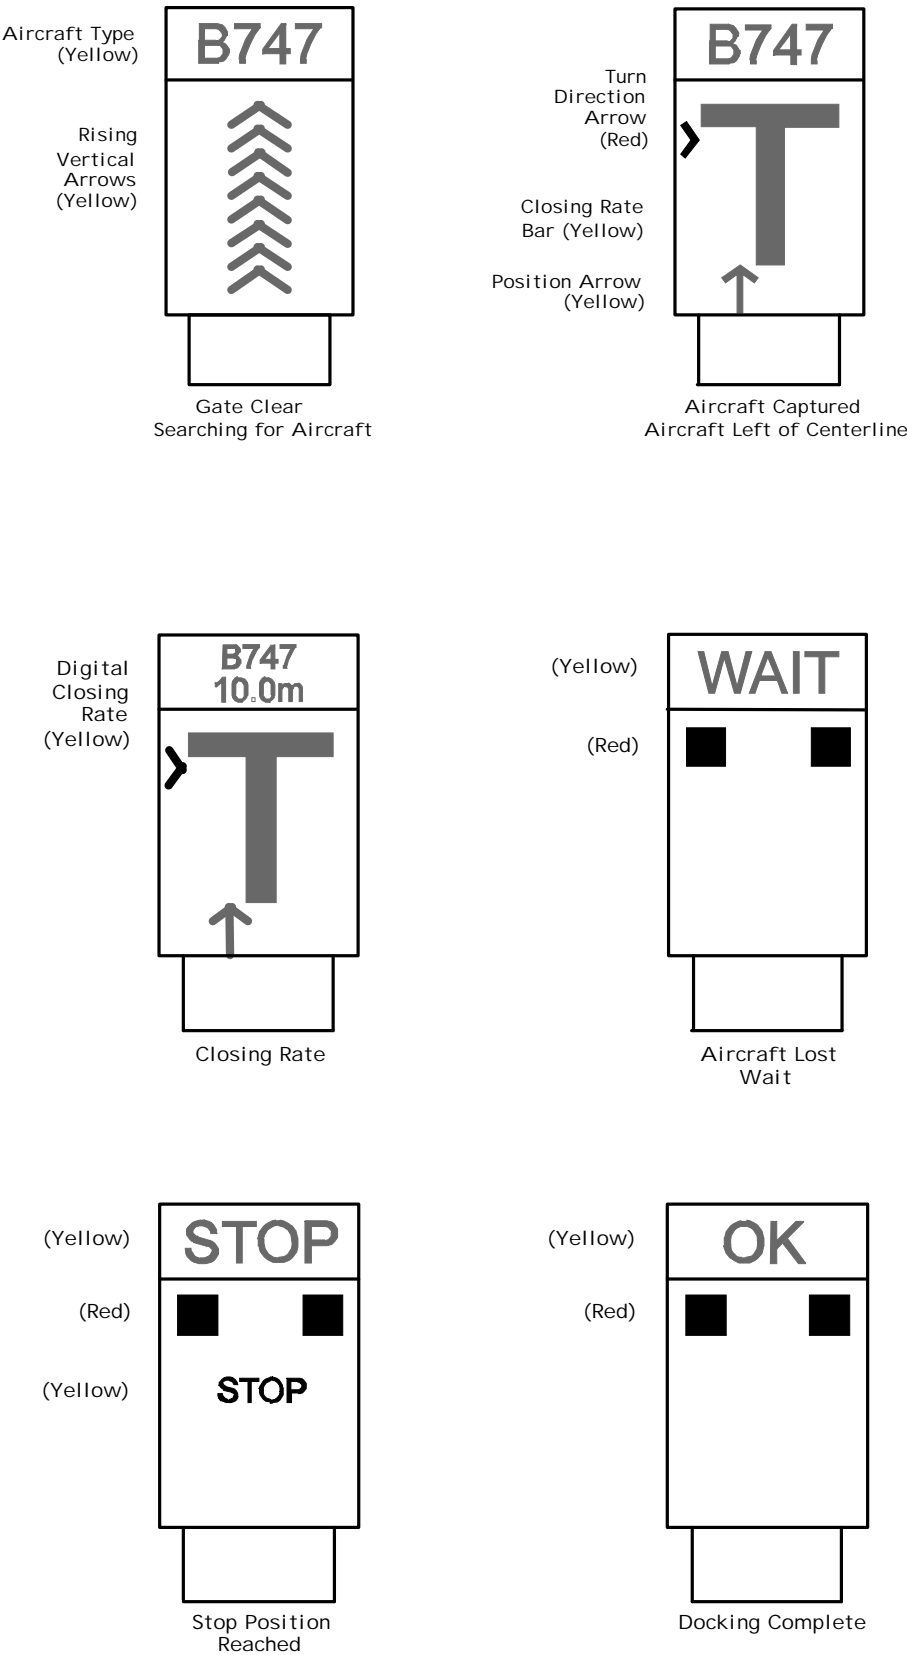 Aircraft Type
(Yellow)
B747
Rising
Vertical
Arrows
(Yellow)
Gate Clear
Searching for Aircraft
B747
Turn
Direction
Arrow
(Red)
Closing Rate
Bar (Yellow)
Position Arrow
(Yellow)
Aircraft Captured
Aircraft Left of Centerline
Digital
Closing
Rate
(Yellow)
B747
10.0m
Closing Rate
(Yellow)
WAIT
(Red)
Aircraft Lost
Wait
(Yellow)
STOP
(Red)
(Yellow)
STOP
Stop Position
Reached
(Yellow)
OK
(Red)
Docking Complete